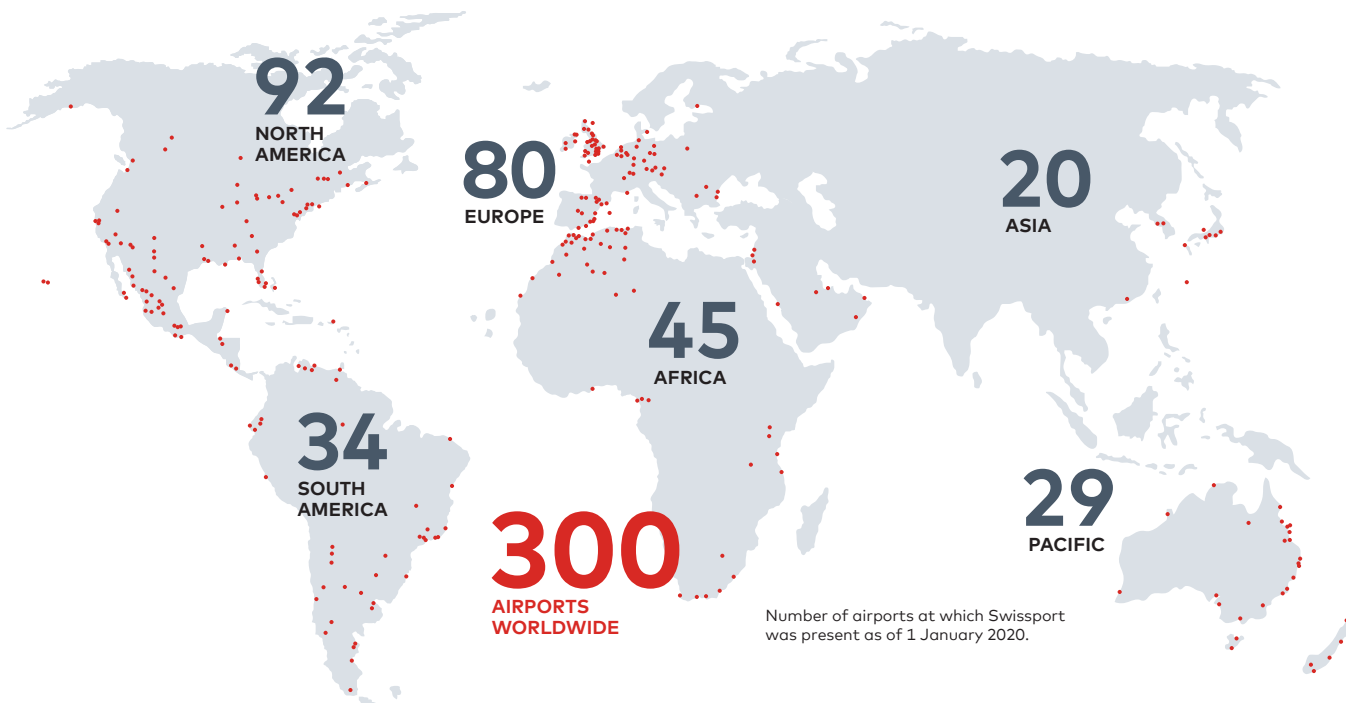 92
NORTH
AMERICA
80
EUROPE
20
ASIA
45
AFRICA
34
SOUTH
AMERICA
29
PACIFIC
300
AIRPORTS
WORLDWIDE
Number of airports at which Swissport
was present as of 1 January 2020.